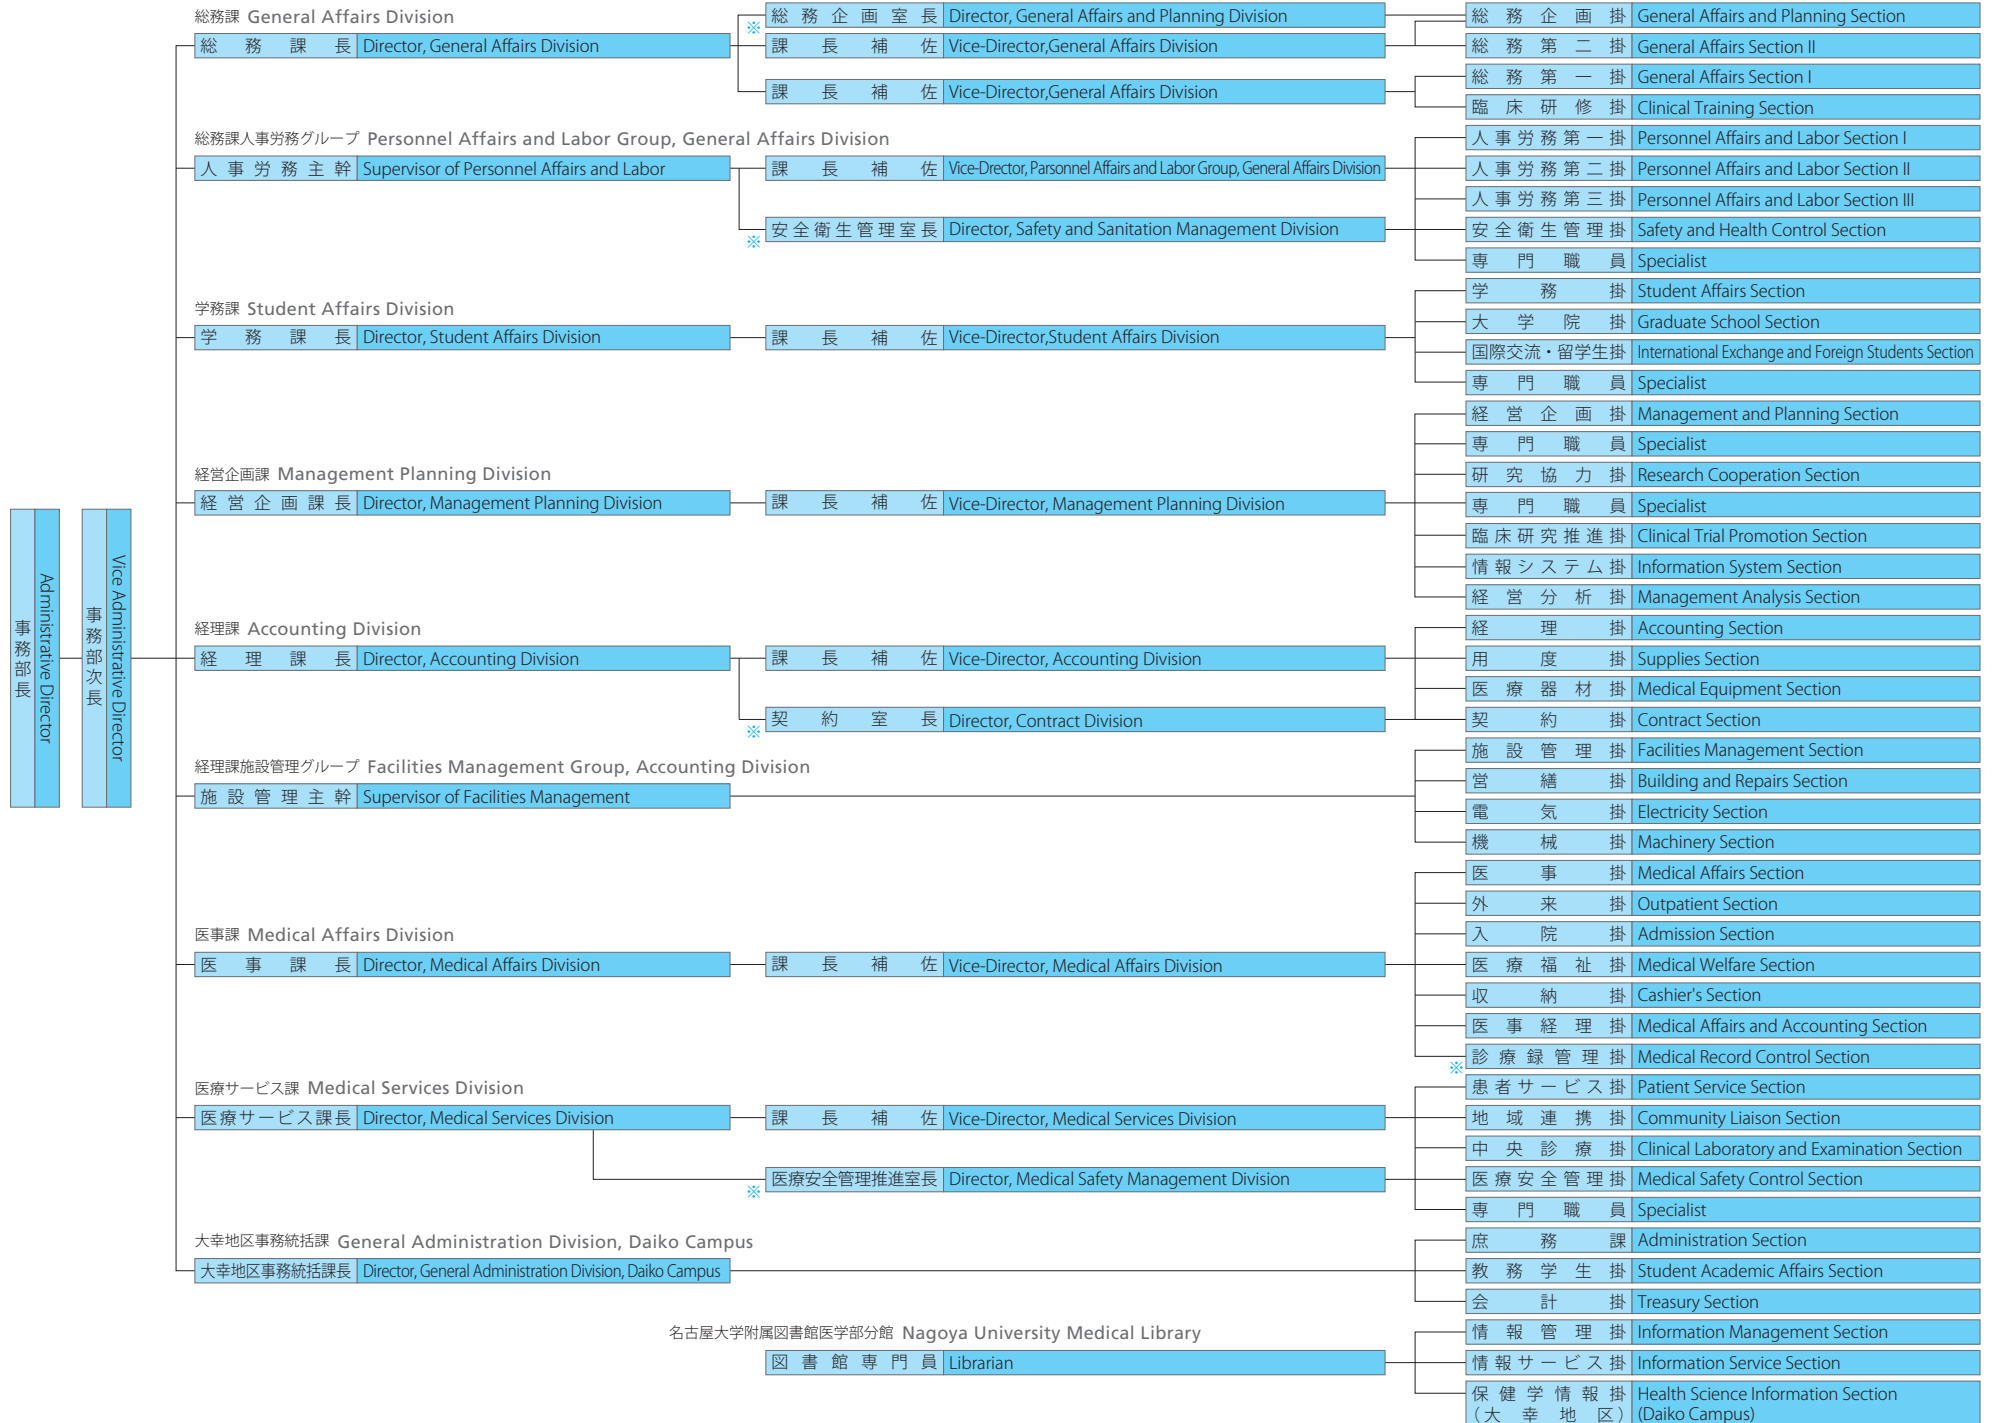 事務部長 Administrative Director
事務部次長 Vice Administrative Director
総務課 General Affairs Division
総務課長 Director, General Affairs Division
※
総務企画室長 Director, General Affairs and Planning Division
課長補佐 Vice-Director,General Affairs Division
課長補佐 Vice-Director,General Affairs Division
総務企画掛 General Affairs and Planning Section
総務第二掛 General Affairs Section II
総務第一掛 General Affairs Section I
臨床研修掛 Clinical Training Section
総務課人事労務グループ Personnel Affairs and Labor Group, General Affairs Division
人事労務主幹 Supervisor of Personnel Affairs and Labor
課長補佐 Vice-Drector, Parsonnel Affairs and Labor Group, General Affairs Division
※
安全衛生管理室長 Director, Safety and Sanitation Management Division
人事労務第一掛 Personnel Affairs and Labor Section I
人事労務第二掛 Personnel Affairs and Labor Section II
人事労務第三掛 Personnel Affairs and Labor Section III
安全衛生管理掛 Safety and Health Control Section
専門職員 Specialist
学務課 Student Affairs Division
学務課長 Director, Student Affairs Division
課長補佐 Vice-Director,Student Affairs Division
学務掛 Student Affairs Section
大学院掛 Graduate School Section
国際交流・留学生掛 International Exchange and Foreign Students Section
専門職員 Specialist
経営企画課 Management Planning Division
経営企画課長 Director, Management Planning Division
課長補佐 Vice-Director, Management Planning Division
経営企画掛 Management and Planning Section
専門職員 Specialist
研究協力掛 Research Cooperation Section
専門職員 Specialist
臨床研究推進掛 Clinical Trial Promotion Section
情報システム掛 Information System Section
経営分析掛 Management Analysis Section
経理課 Accounting Division
経理課長 Director, Accounting Division
課長補佐 Vice-Director, Accounting Division
※
契約室長 Director, Contract Division
経理掛 Accounting Section
用度掛 Supplies Section
医療器材掛 Medical Equipment Section
契約掛 Contract Section
経理課施設管理グループ Facilities Management Group, Accounting Division
施設管理主幹 Supervisor of Facilities Management
施設管理掛 Facilities Management Section
営繕掛 Building and Repairs Section
電気掛 Electricity Section
機械掛 Machinery Section
医事課 Medical Affairs Division
医事課長 Director, Medical Affairs Division
課長補佐 Vice-Director, Medical Affairs Division
医事掛 Medical Affairs Section
外来掛 Outpatient Section
入院掛 Admission Section
医療福祉掛 Medical Welfare Section
収納掛 Cashier's Section
医事経理掛 Medical Affairs and Accounting Section
※
診療録管理掛 Medical Record Control Section
医療サービス課 Medical Services Division
医療サービス課長 Director, Medical Services Division
課長補佐 Vice-Director, Medical Services Division
※
医療安全管理推進室長 Director, Medical Safety Management Division
患者サービス掛 Patient Service Section
地域連携掛 Community Liaison Section
中央診療掛 Clinical Laboratory and Examination Section
医療安全管理掛 Medical Safety Control Section
専門職員 Specialist
大幸地区事務統括課 General Administration Division, Daiko Campus
大幸地区事務統括課長 Director, General Administration Division, Daiko Campus
庶務課 Administration Section
教務学生掛 Student Academic Affairs Section
会計掛 Treasury Section
名古屋大学附属図書館医学部分館 Nagoya University Medical Library
図書館専門員 Librarian
情報管理掛 Information Management Section
情報サービス掛 Information Service Section
保健学情報掛 Health Science Information Section
(大幸地区) (Daiko Campus)